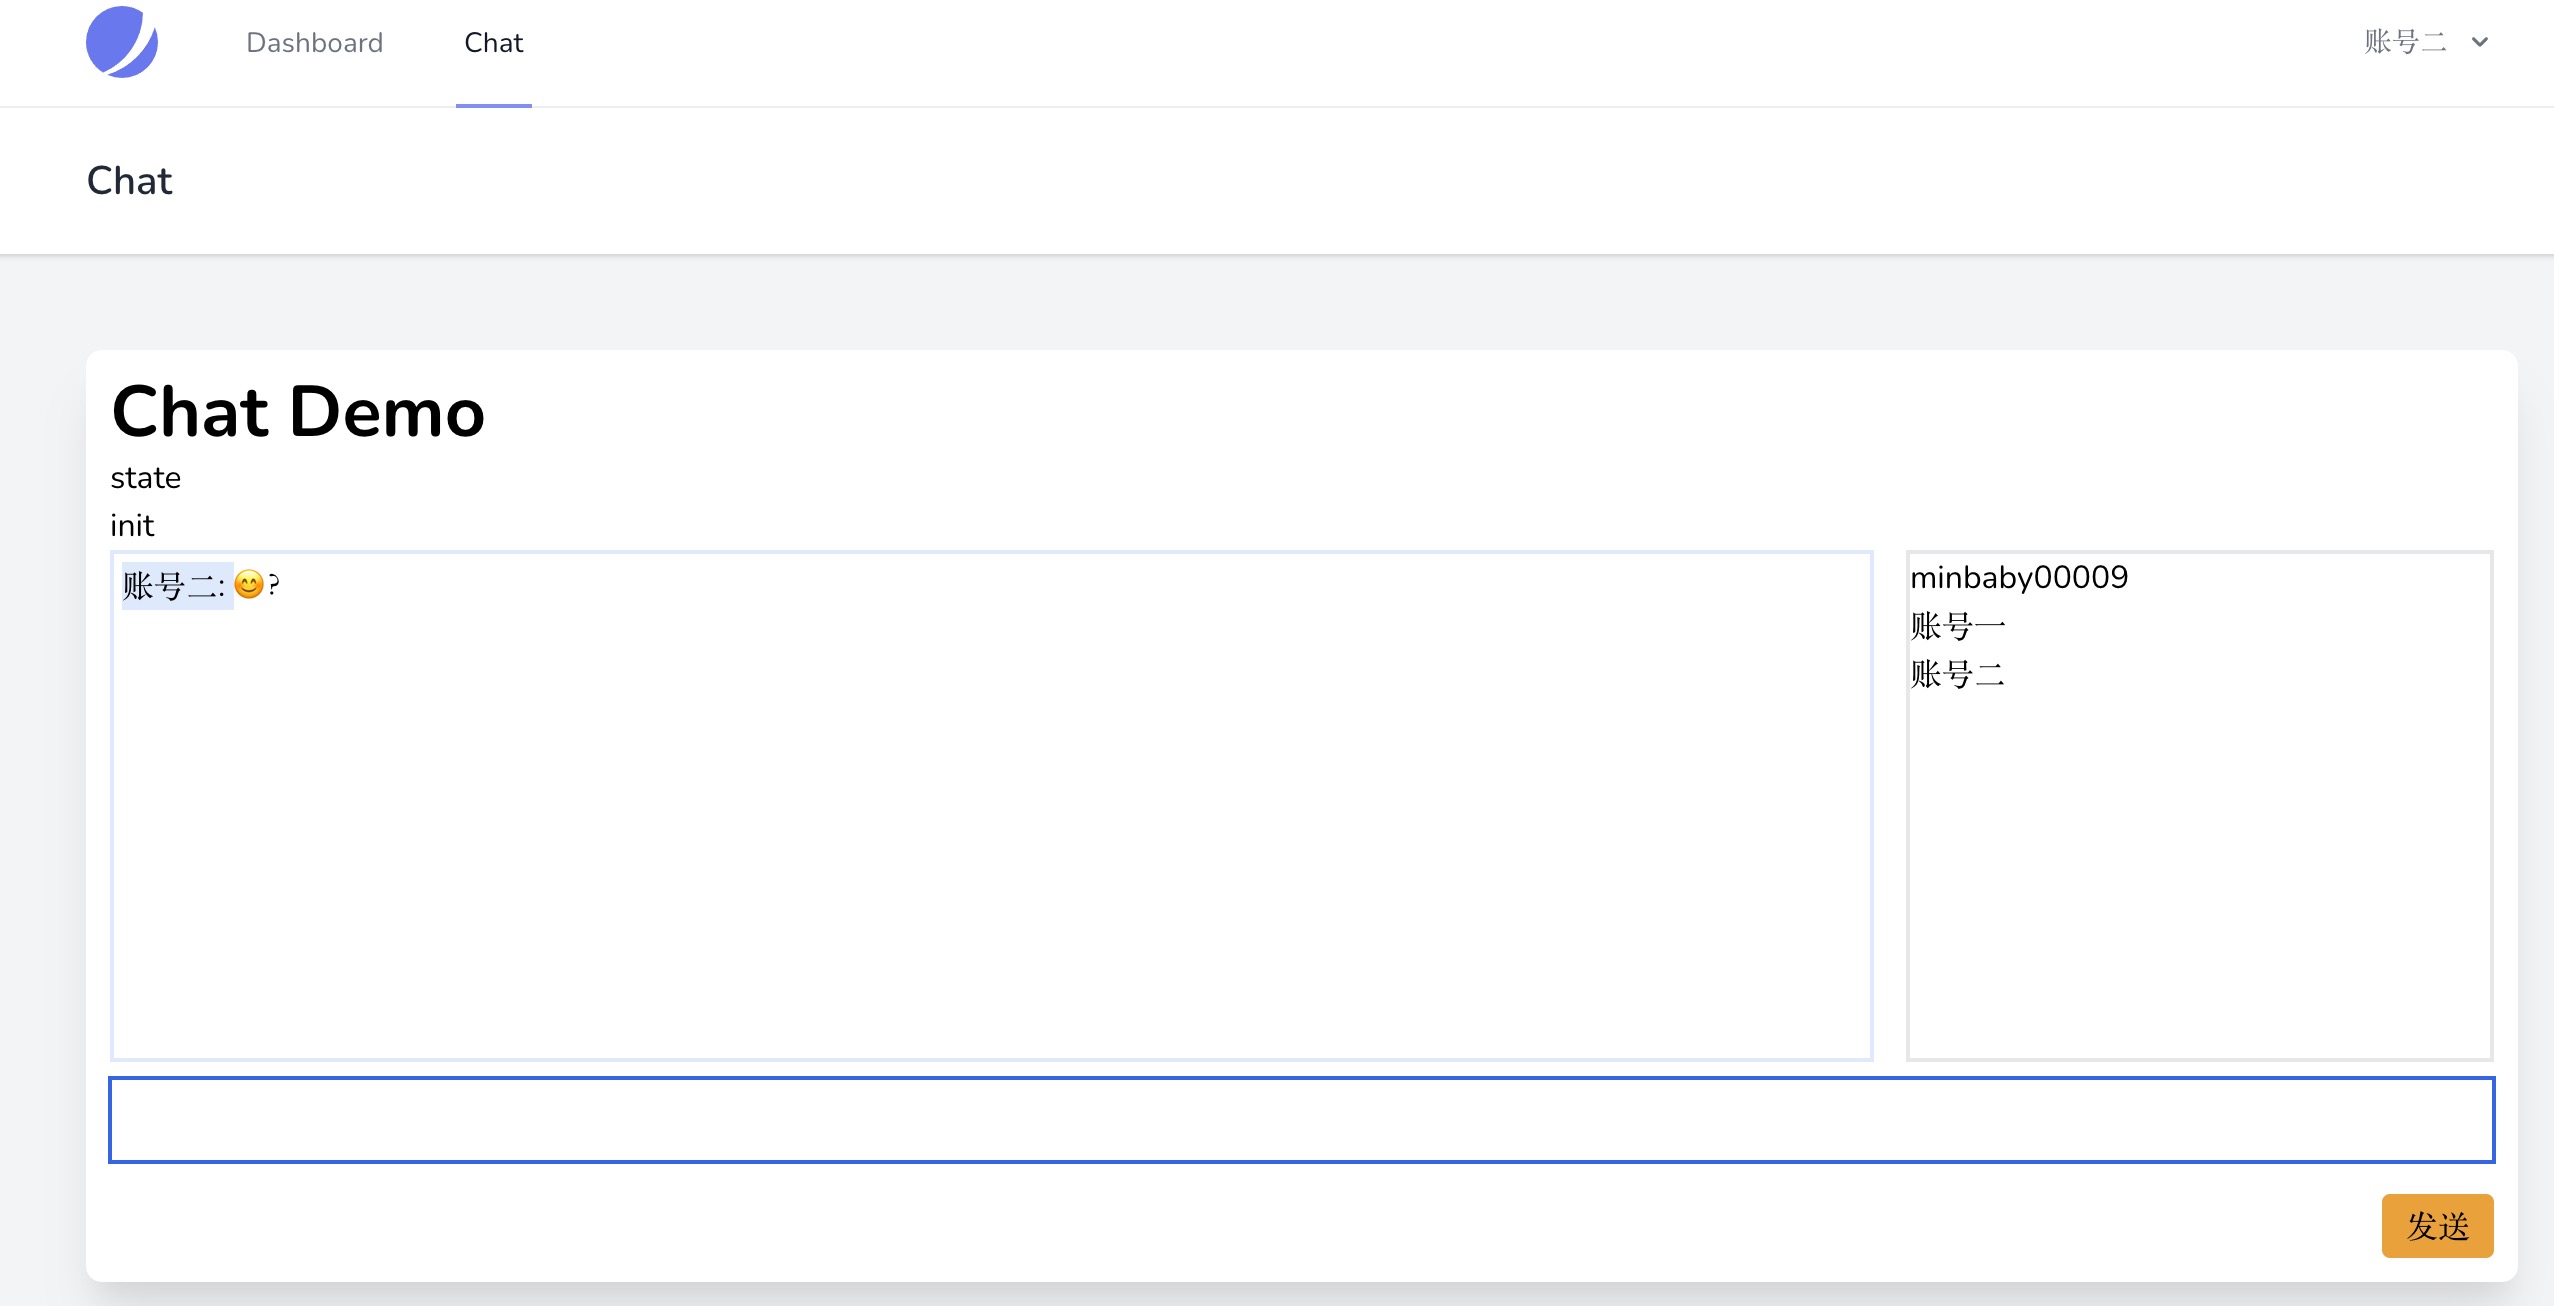 Dashboard Chat 账号二
Chat
Chat Demo
state
init
账号二: 😊?
minbaby00009
账号一
账号二
发送